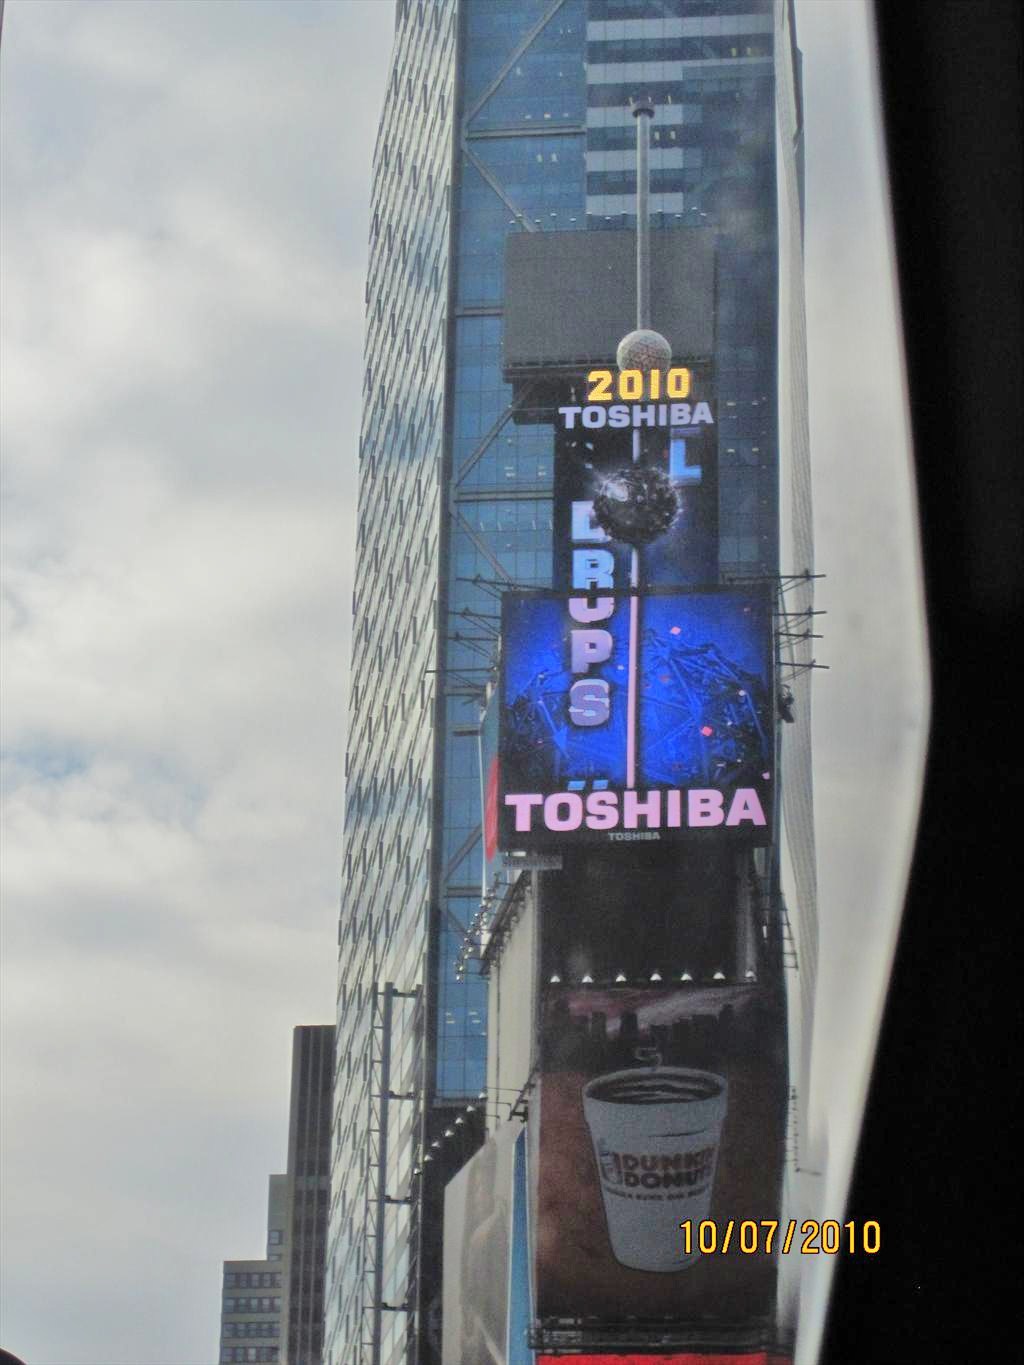 2010
TOSHIBA
L
DROPS
TOSHIBA
TOSHIBA
DUNKIN'
DONUTS
10/07/2010